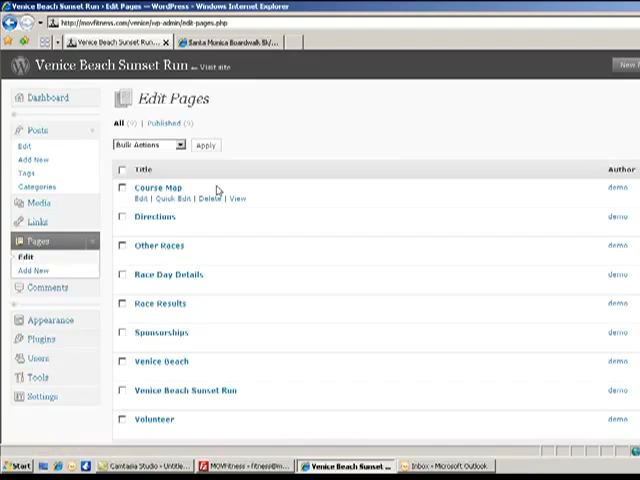 Venice Beach Sunset Run ‹ Edit Pages — WordPress - Windows Internet Explorer
http://movfitness.com/venice/wp-admin/edit-pages.php
Venice Beach Sunset Run... Santa Monica Boardwalk 5k/...
Venice Beach Sunset Run — Visit site New
Dashboard
Posts
Edit
Add New
Tags
Categories
Media
Links
Pages
Edit
Add New
Comments
Appearance
Plugins
Users
Tools
Settings
Edit Pages
All (9) | Published (9)
Bulk Actions Apply
Title Author
Course Map demo
Edit | Quick Edit | Delete | View
Directions demo
Other Races demo
Race Day Details demo
Race Results demo
Sponsorships demo
Venice Beach demo
Venice Beach Sunset Run demo
Volunteer demo
Start Camtasia Studio - Untitle... MOVFitness - fitness@m... Venice Beach Sunset ... Inbox - Microsoft Outlook